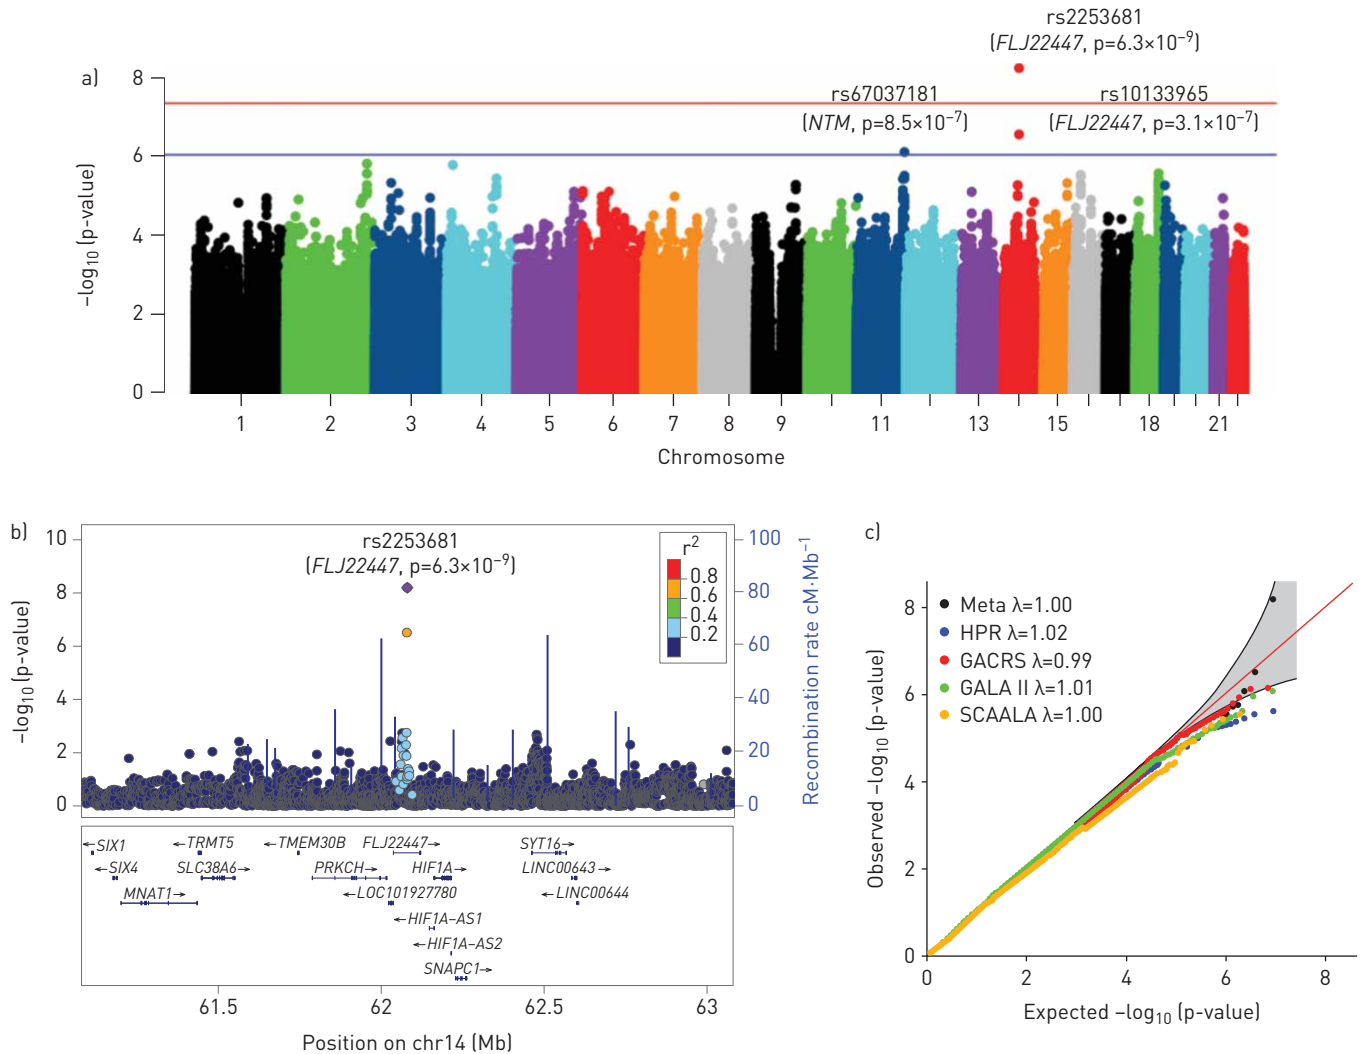 rs2253681
(FLJ22447, p=6.3×10⁻⁹)
a)
8
rs67037181
rs10133965
(NTM, p=8.5×10⁻⁷)
(FLJ22447, p=3.1×10⁻⁷)
6
4
2
0
–log₁₀ (p-value)
1 2 3 4 5 6 7 8 9 11 13 15 18 21
Chromosome
b)
10
8
6
4
2
0
–log₁₀ (p-value)
rs2253681
(FLJ22447, p=6.3×10⁻⁹)
r²
0.8
0.6
0.4
0.2
100
80
60
40
20
0
Recombination rate cM·Mb⁻¹
←SIX1 ←TRMT5 ←TMEM30B FLJ22447→ SYT16→
←SIX4 SLC38A6→ PRKCH→ HIF1A→ LINC00643→
MNAT1→ ←LOC101927780 ←LINC00644
←HIF1A–AS1
←HIF1A–AS2
SNAPC1→
61.5 62 62.5 63
Position on chr14 (Mb)
c)
8
6
4
2
0
Observed –log₁₀ (p-value)
Meta λ=1.00
HPR λ=1.02
GACRS λ=0.99
GALA II λ=1.01
SCAALA λ=1.00
0 2 4 6 8
Expected –log₁₀ (p-value)